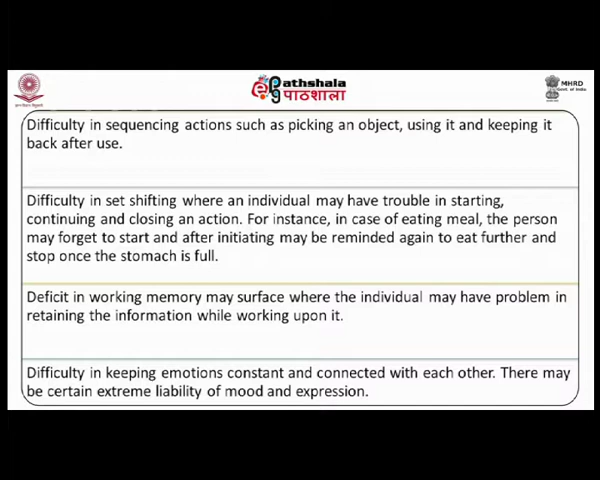 Pathshala
पाठशाला
MHRD
Govt. of India
Difficulty in sequencing actions such as picking an object, using it and keeping it
back after use.
Difficulty in set shifting where an individual may have trouble in starting,
continuing and closing an action. For instance, in case of eating meal, the person
may forget to start and after initiating may be reminded again to eat further and
stop once the stomach is full.
Deficit in working memory may surface where the individual may have problem in
retaining the information while working upon it.
Difficulty in keeping emotions constant and connected with each other. There may
be certain extreme liability of mood and expression.